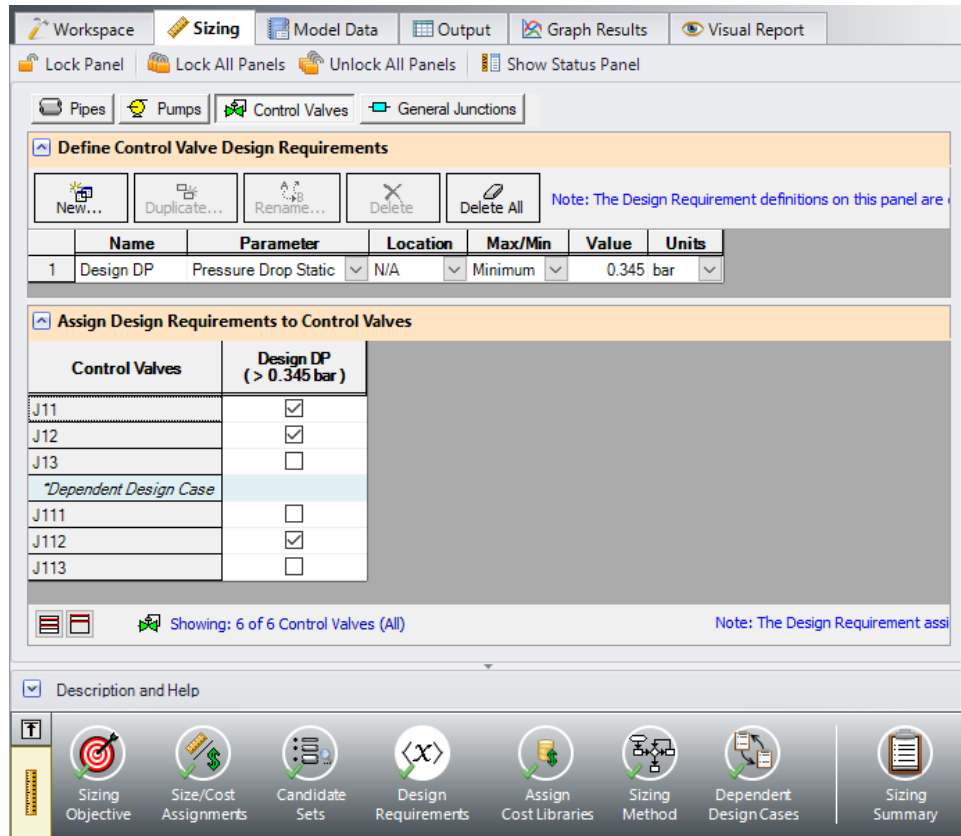 Workspace Sizing Model Data Output Graph Results Visual Report
Lock Panel Lock All Panels Unlock All Panels Show Status Panel
Pipes Pumps Control Valves General Junctions
Define Control Valve Design Requirements
New... Duplicate... Rename... Delete Delete All Note: The Design Requirement definitions on this panel are
Name Parameter Location Max/Min Value Units
1 Design DP Pressure Drop Static N/A Minimum 0.345 bar
Assign Design Requirements to Control Valves
Control Valves Design DP
( > 0.345 bar )
J11
J12
J13
*Dependent Design Case
J111
J112
J113
Showing: 6 of 6 Control Valves (All) Note: The Design Requirement assi
Description and Help
Sizing Size/Cost Candidate Design Assign Sizing Dependent Sizing
Objective Assignments Sets Requirements Cost Libraries Method Design Cases Summary